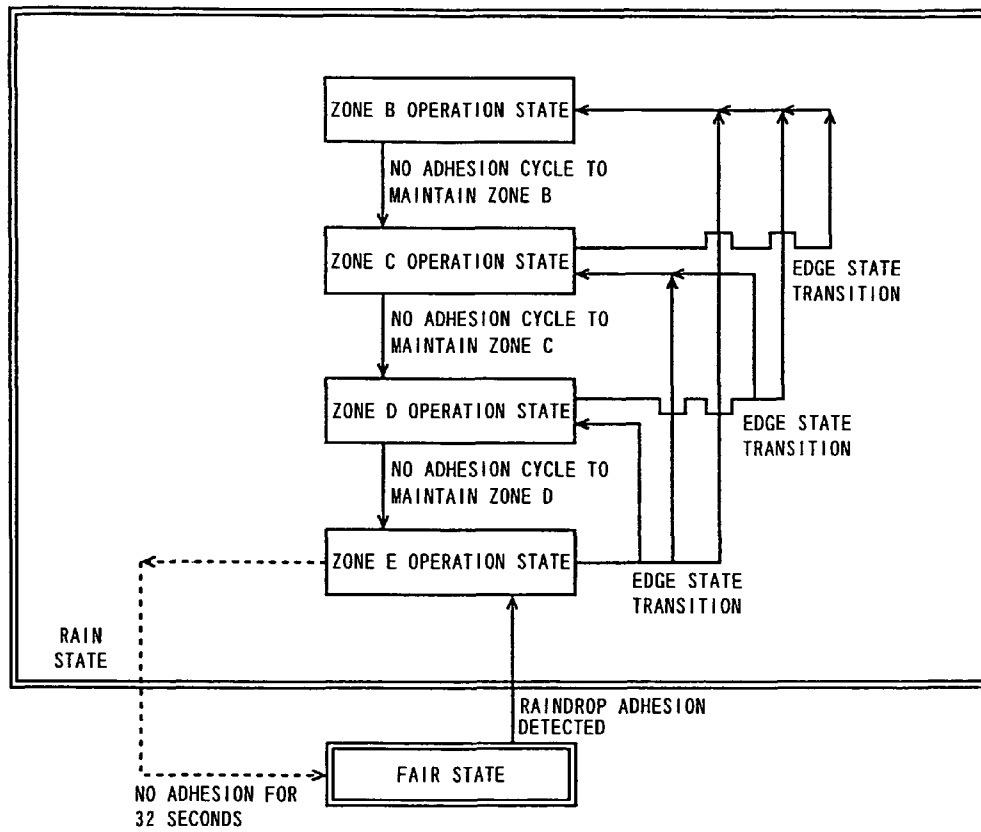 ZONE B OPERATION STATE
NO ADHESION CYCLE TO
MAINTAIN ZONE B
ZONE C OPERATION STATE
EDGE STATE
TRANSITION
NO ADHESION CYCLE TO
MAINTAIN ZONE C
ZONE D OPERATION STATE
EDGE STATE
TRANSITION
NO ADHESION CYCLE TO
MAINTAIN ZONE D
ZONE E OPERATION STATE
EDGE STATE
TRANSITION
RAIN
STATE
RAINDROP ADHESION
DETECTED
FAIR STATE
NO ADHESION FOR
32 SECONDS